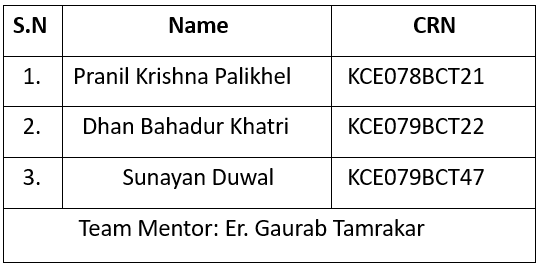 S.N Name CRN
1. Pranil Krishna Palikhel KCE078BCT21
2. Dhan Bahadur Khatri KCE079BCT22
3. Sunayan Duwal KCE079BCT47
Team Mentor: Er. Gaurab Tamrakar